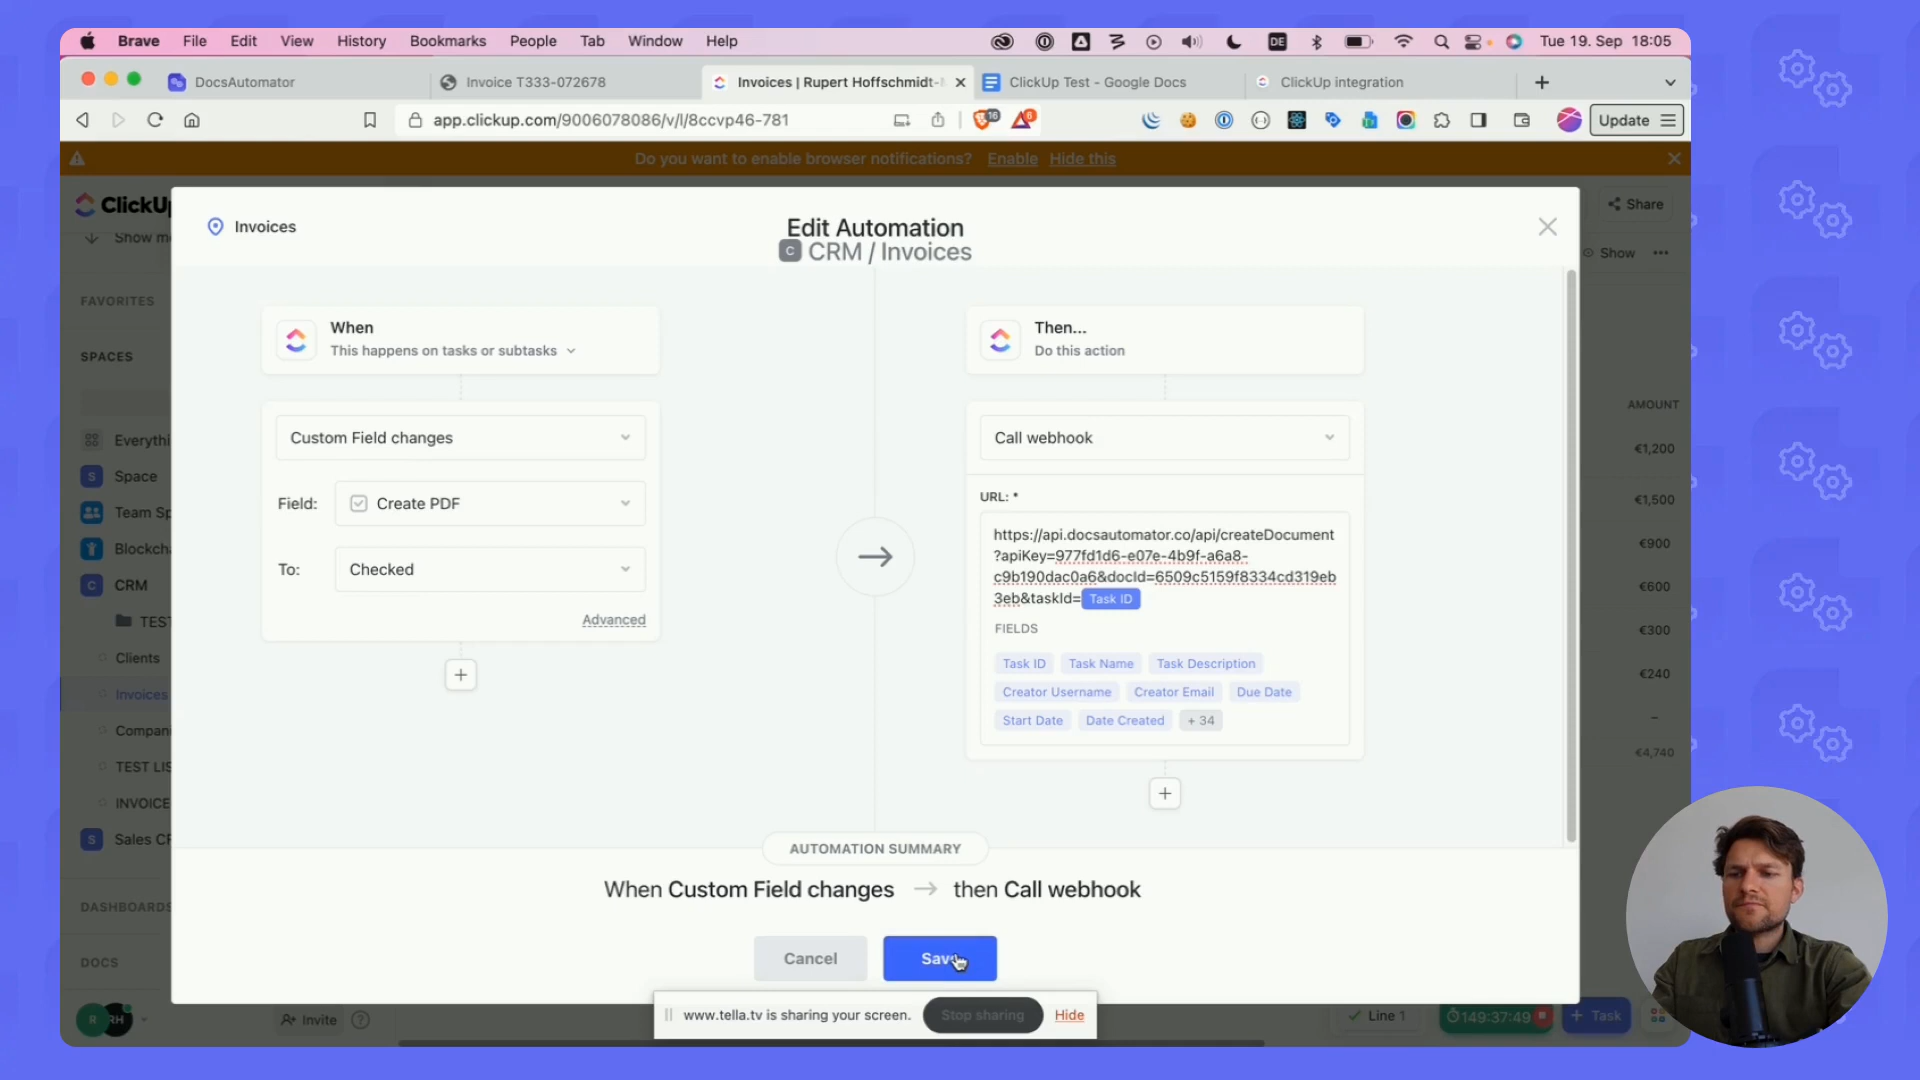 Brave File Edit View History Bookmarks People Tab Window Help DE Tue 19. Sep 18:05
DocsAutomator
Invoice T333-072678
Invoices | Rupert Hoffschmidt-
ClickUp Test - Google Docs
ClickUp integration
app.clickup.com/9006078086/v/l/8ccvp46-781
16
6
Update
Do you want to enable browser notifications? Enable Hide this
ClickU
Show m
Share
Show
FAVORITES
SPACES
Everythi
S Space
Team Sp
Blockch
C CRM
TEST
Clients
Invoices
Compani
TEST LIS
INVOICE
S Sales CR
DASHBOARDS
DOCS
R RH
Invite
Invoices
Edit Automation
C CRM / Invoices
When
This happens on tasks or subtasks
Custom Field changes
Field: Create PDF
To: Checked
Advanced
Then...
Do this action
Call webhook
URL: *
https://api.docsautomator.co/api/createDocument
?apiKey=977fd1d6-e07e-4b9f-a6a8-
c9b190dac0a6&docId=6509c5159f8334cd319eb
3eb&taskId= Task ID
FIELDS
Task ID Task Name Task Description
Creator Username Creator Email Due Date
Start Date Date Created + 34
AUTOMATION SUMMARY
When Custom Field changes → then Call webhook
Cancel
Save
AMOUNT
€1,200
€1,500
€900
€600
€300
€240
–
€4,740
www.tella.tv is sharing your screen. Stop sharing Hide
Line 1
149:37:49
+ Task